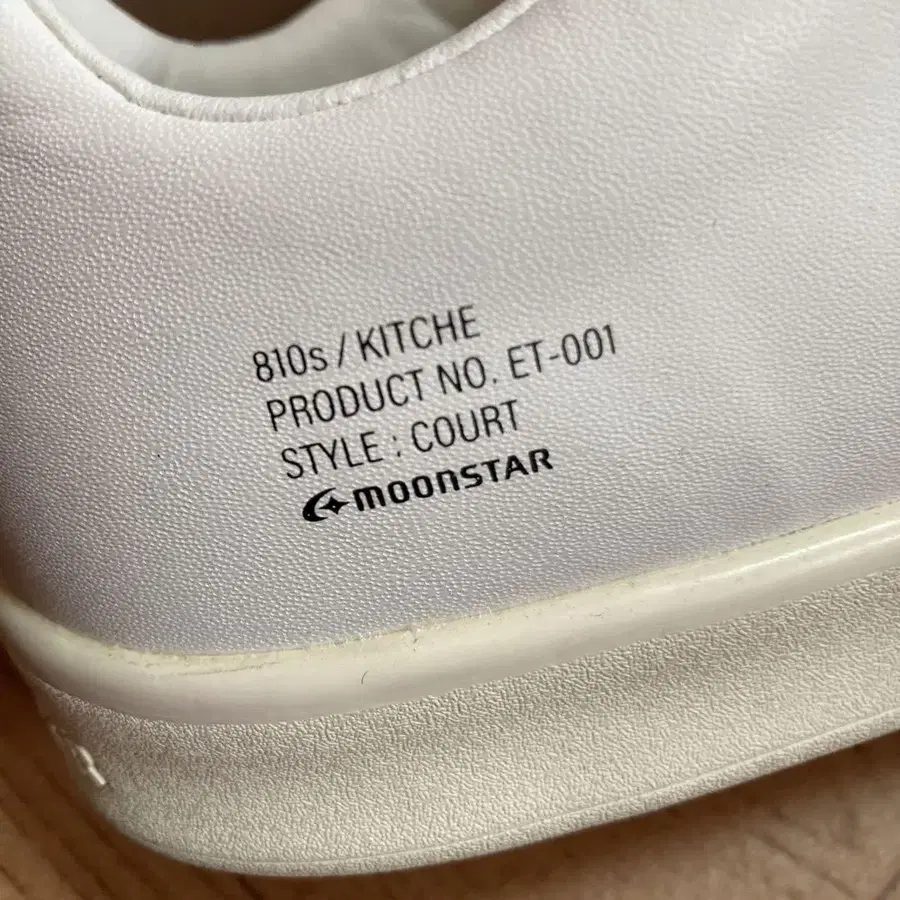 810s / KITCHE
PRODUCT NO. ET-001
STYLE : COURT
MOONSTAR